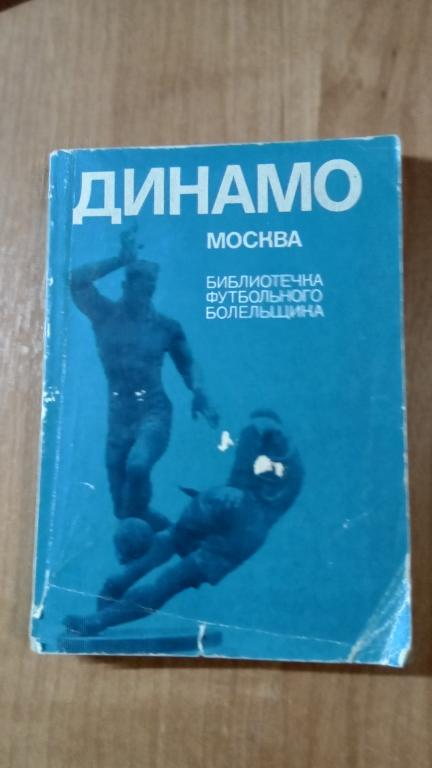 ДИНАМО
МОСКВА
БИБЛИОТЕЧКА
ФУТБОЛЬНОГО
БОЛЕЛЬЩИКА